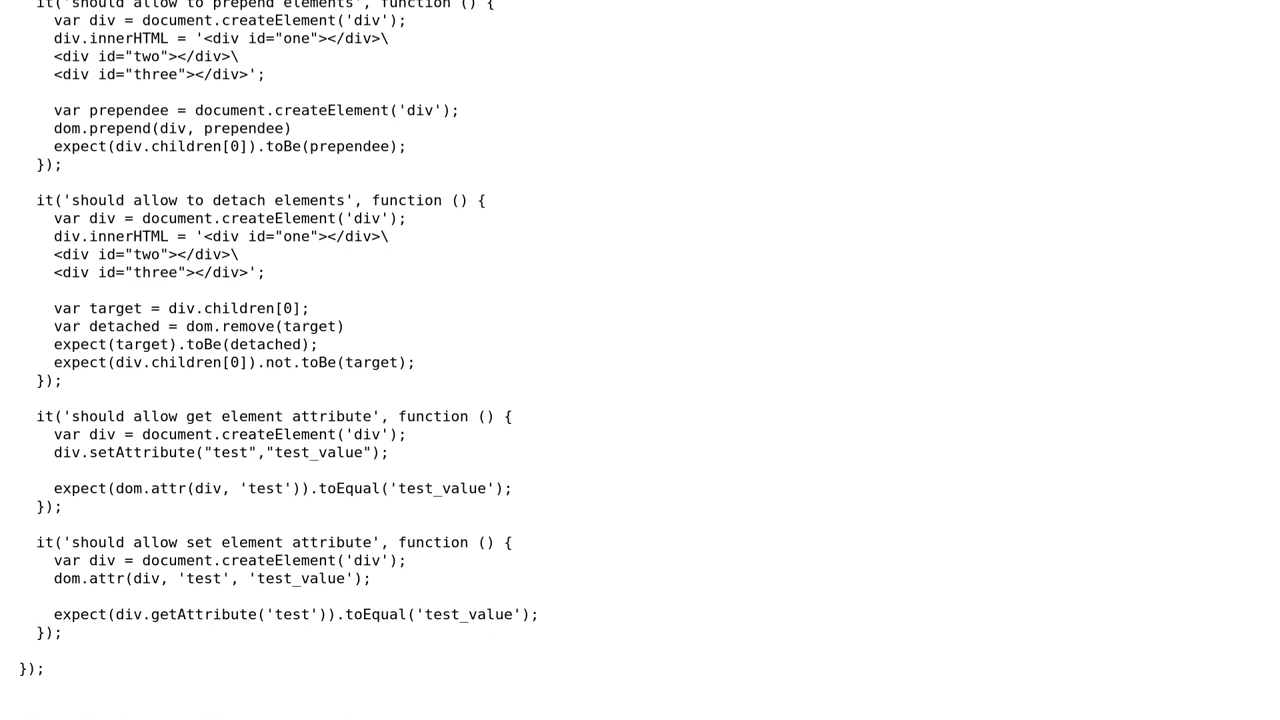 it('should allow to prepend elements', function () {
var div = document.createElement('div');
div.innerHTML = '<div id="one"></div>\
<div id="two"></div>\
<div id="three"></div>';
var prependee = document.createElement('div');
dom.prepend(div, prependee)
expect(div.children[0]).toBe(prependee);
});
it('should allow to detach elements', function () {
var div = document.createElement('div');
div.innerHTML = '<div id="one"></div>\
<div id="two"></div>\
<div id="three"></div>';
var target = div.children[0];
var detached = dom.remove(target)
expect(target).toBe(detached);
expect(div.children[0]).not.toBe(target);
});
it('should allow get element attribute', function () {
var div = document.createElement('div');
div.setAttribute("test","test_value");
expect(dom.attr(div, 'test')).toEqual('test_value');
});
it('should allow set element attribute', function () {
var div = document.createElement('div');
dom.attr(div, 'test', 'test_value');
expect(div.getAttribute('test')).toEqual('test_value');
});
});